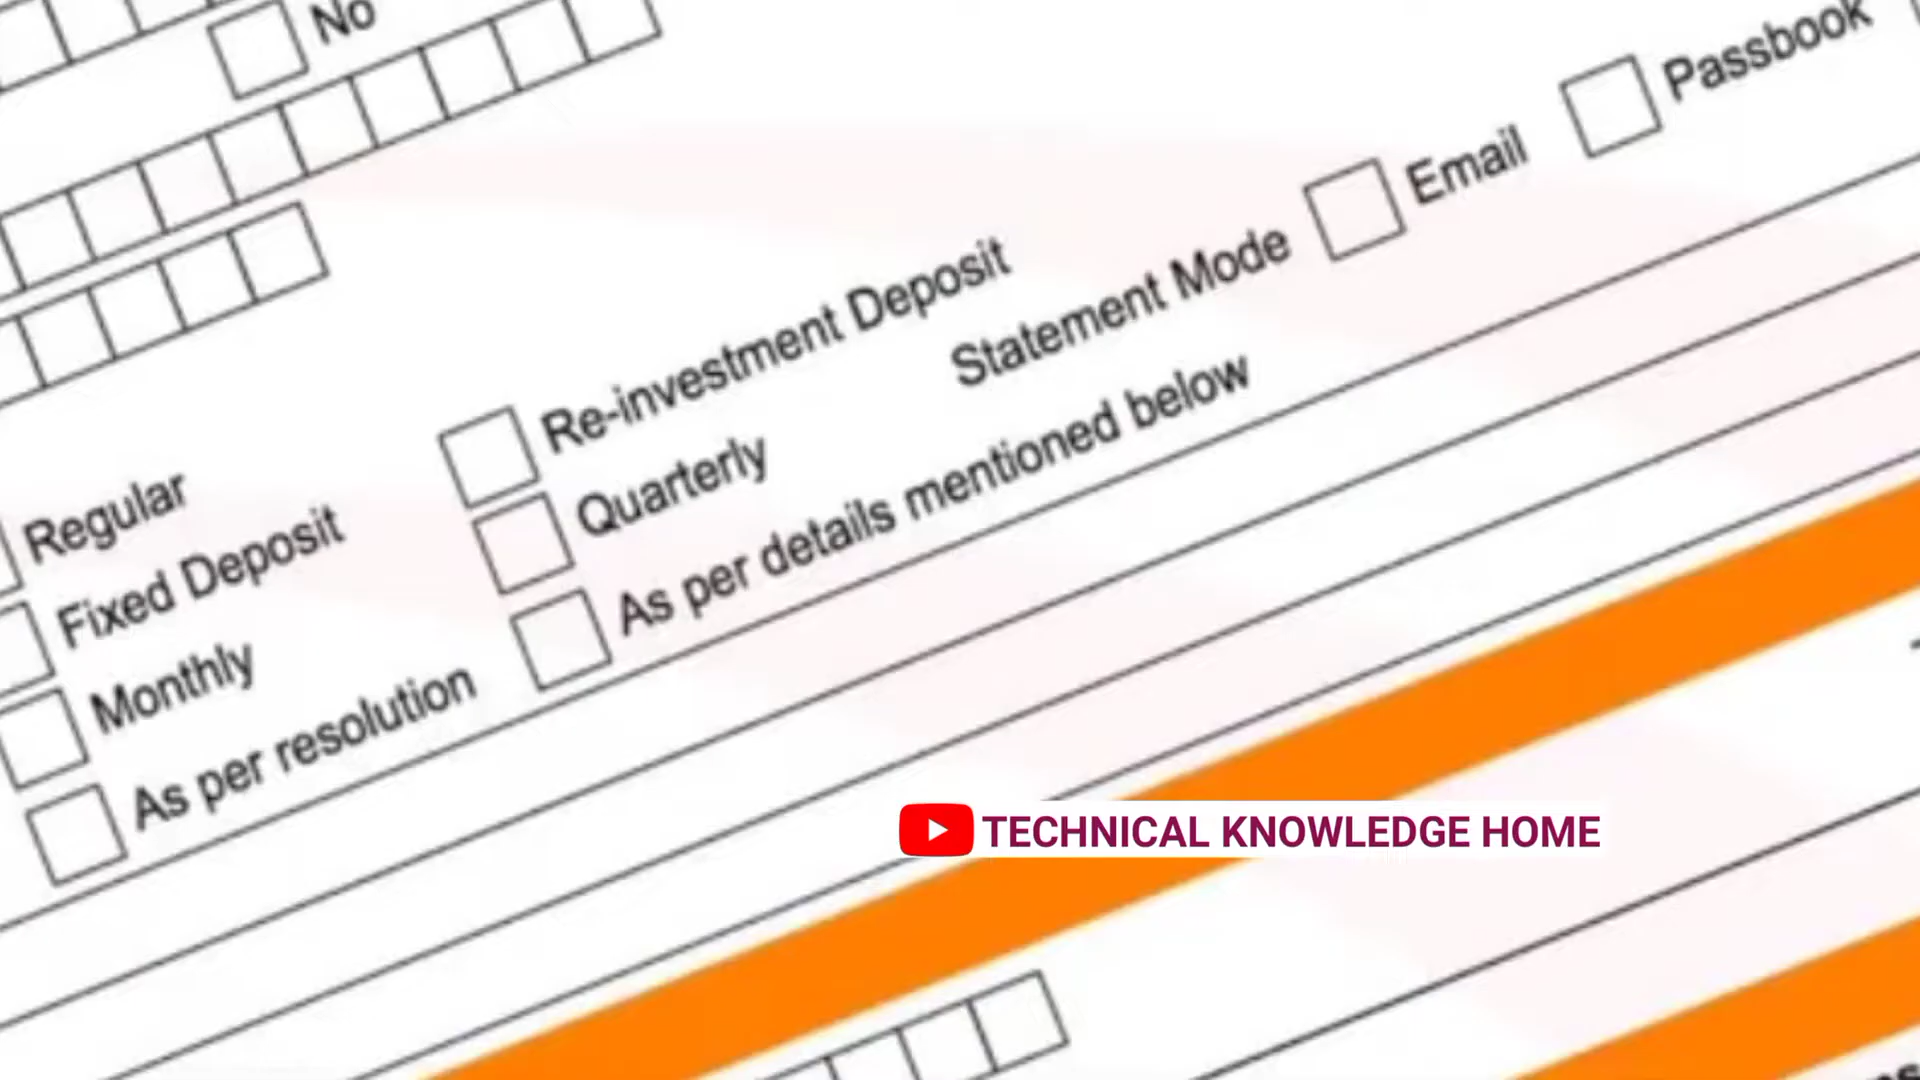 No
Regular
Fixed Deposit
Re-investment Deposit
Monthly
Quarterly
Statement Mode
Email
Passbook
As per resolution
As per details mentioned below
TECHNICAL KNOWLEDGE HOME